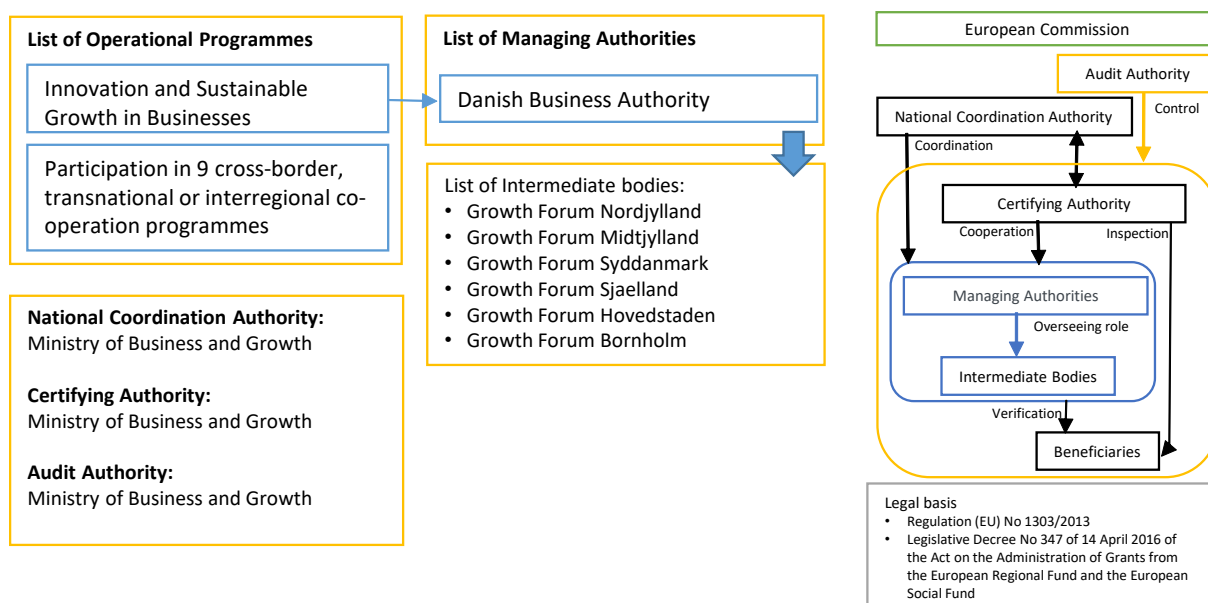 List of Operational Programmes
Innovation and Sustainable
Growth in Businesses
Participation in 9 cross-border,
transnational or interregional co-
operation programmes
List of Managing Authorities
Danish Business Authority
List of Intermediate bodies:
• Growth Forum Nordjylland
• Growth Forum Midtjylland
• Growth Forum Syddanmark
• Growth Forum Sjaelland
• Growth Forum Hovedstaden
• Growth Forum Bornholm
National Coordination Authority:
Ministry of Business and Growth
Certifying Authority:
Ministry of Business and Growth
Audit Authority:
Ministry of Business and Growth
European Commission
Audit Authority
Control
National Coordination Authority
Coordination
Certifying Authority
Cooperation
Inspection
Managing Authorities
Overseeing role
Intermediate Bodies
Verification
Beneficiaries
Legal basis
• Regulation (EU) No 1303/2013
• Legislative Decree No 347 of 14 April 2016 of
the Act on the Administration of Grants from
the European Regional Fund and the European
Social Fund